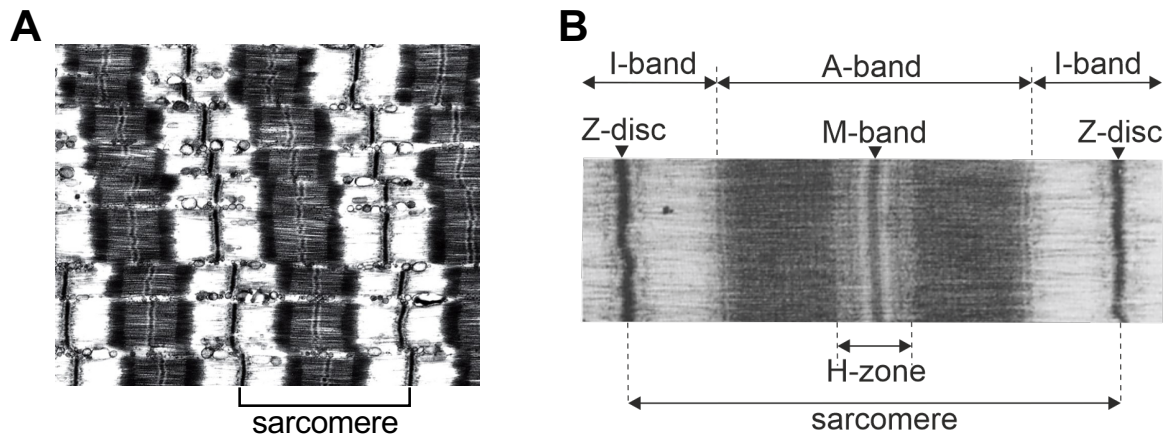 A
sarcomere
B
I-band A-band I-band
Z-disc M-band Z-disc
H-zone
sarcomere